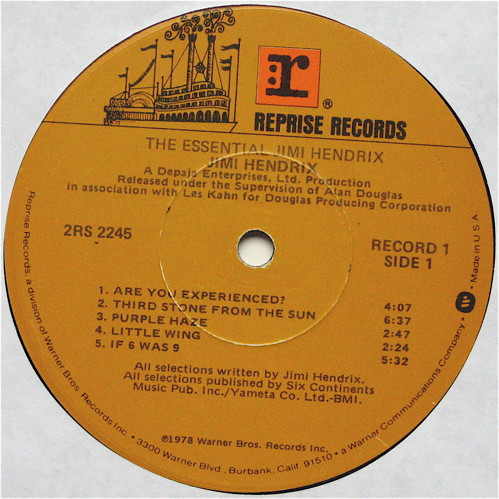 r
®
REPRISE RECORDS
THE ESSENTIAL JIMI HENDRIX
JIMI HENDRIX
A Depaja Enterprises, Ltd. Production
Released under the Supervision of Alan Douglas
in association with Les Kahn for Douglas Producing Corporation
2RS 2245
RECORD 1
SIDE 1
1. ARE YOU EXPERIENCED? 4:07
2. THIRD STONE FROM THE SUN 6:37
3. PURPLE HAZE 2:47
4. LITTLE WING 2:24
5. IF 6 WAS 9 5:32
All selections written by Jimi Hendrix.
All selections published by Six Continents
Music Pub. Inc./Yameta Co. Ltd.-BMI.
©1978 Warner Bros. Records Inc.
Reprise Records, a division of Warner Bros. Records Inc. • 3300 Warner Blvd., Burbank, Calif. 91510 • a Warner Communications Company • W • Made in U.S.A.